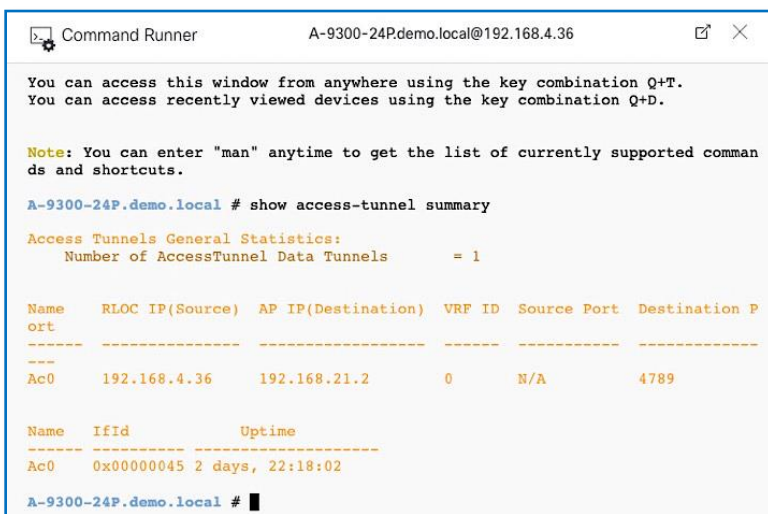 Command Runner A-9300-24P.demo.local@192.168.4.36
You can access this window from anywhere using the key combination Q+T.
You can access recently viewed devices using the key combination Q+D.
Note: You can enter "man" anytime to get the list of currently supported comman
ds and shortcuts.
A-9300-24P.demo.local # show access-tunnel summary
Access Tunnels General Statistics:
Number of AccessTunnel Data Tunnels = 1
Name RLOC IP(Source) AP IP(Destination) VRF ID Source Port Destination P
ort
------ --------------- ------------------ ------ ----------- -------------
---
Ac0 192.168.4.36 192.168.21.2 0 N/A 4789
Name IfId Uptime
------ ---------- --------------------
Ac0 0x00000045 2 days, 22:18:02
A-9300-24P.demo.local #